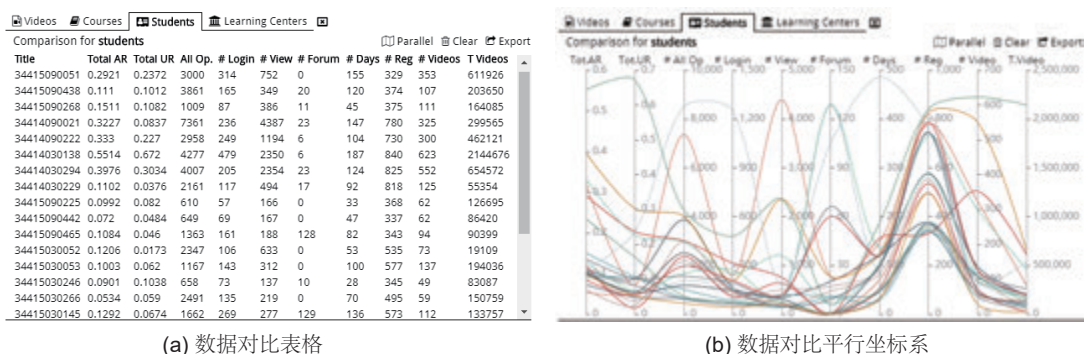 Videos Courses Students Learning Centers
Comparison for students Parallel Clear Export
Title Total AR Total UR All Op. # Login # View # Forum # Days # Reg # Videos T Videos
34415090051 0.2921 0.2372 3000 314 752 0 155 329 353 611926
34415090438 0.111 0.1012 3861 165 349 20 120 374 107 203650
34415090268 0.1511 0.1082 1009 87 386 11 45 375 111 164085
34414090021 0.3227 0.0837 7361 236 4387 23 147 780 325 299565
34414090222 0.333 0.227 2958 249 1194 6 104 730 300 462121
34414030138 0.5514 0.672 4277 479 2350 6 187 840 623 2144676
34414030294 0.3976 0.3034 4007 205 2354 23 124 825 552 654572
34414030229 0.1102 0.0376 2161 117 494 17 92 818 125 55354
34415090225 0.0992 0.082 610 57 166 0 33 368 62 126695
34415090442 0.072 0.0484 649 69 167 0 47 337 62 86420
34415090465 0.1084 0.046 1363 161 188 128 82 343 94 90399
34415030052 0.1206 0.0173 2347 106 633 0 53 535 73 19109
34415030053 0.1003 0.062 1167 143 312 0 100 577 137 194036
34415030246 0.0901 0.1038 658 73 137 10 28 345 49 83087
34415030266 0.0534 0.059 2491 135 219 0 70 495 59 150759
34415030145 0.1292 0.0674 1662 269 277 129 136 573 112 133757
(a) 数据对比表格
Videos Courses Students Learning Centers
Comparison for students Parallel Clear Export
Tot.AR Tot.UR # All Op # Login # View # Forum # Days # Reg # Video T.Video
(b) 数据对比平行坐标系